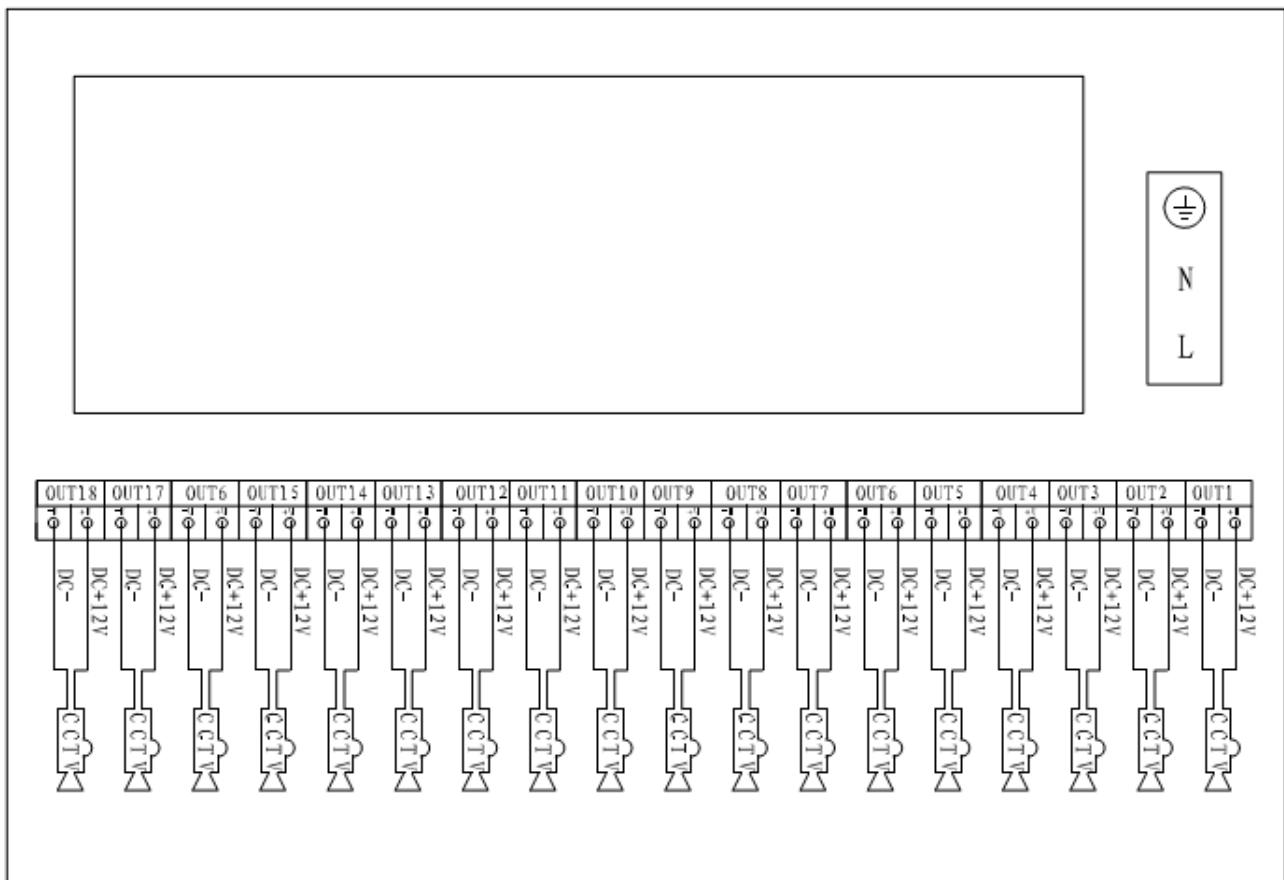 N
L
OUT18 OUT17 OUT6 OUT15 OUT14 OUT13 OUT12 OUT11 OUT10 OUT9 OUT8 OUT7 OUT6 OUT5 OUT4 OUT3 OUT2 OUT1
DC- DC+12V DC- DC+12V DC- DC+12V DC- DC+12V DC- DC+12V DC- DC+12V DC- DC+12V DC- DC+12V DC- DC+12V DC- DC+12V DC- DC+12V DC- DC+12V DC- DC+12V DC- DC+12V DC- DC+12V DC- DC+12V DC- DC+12V DC- DC+12V
CCTV CCTV CCTV CCTV CCTV CCTV CCTV CCTV CCTV CCTV CCTV CCTV CCTV CCTV CCTV CCTV CCTV CCTV